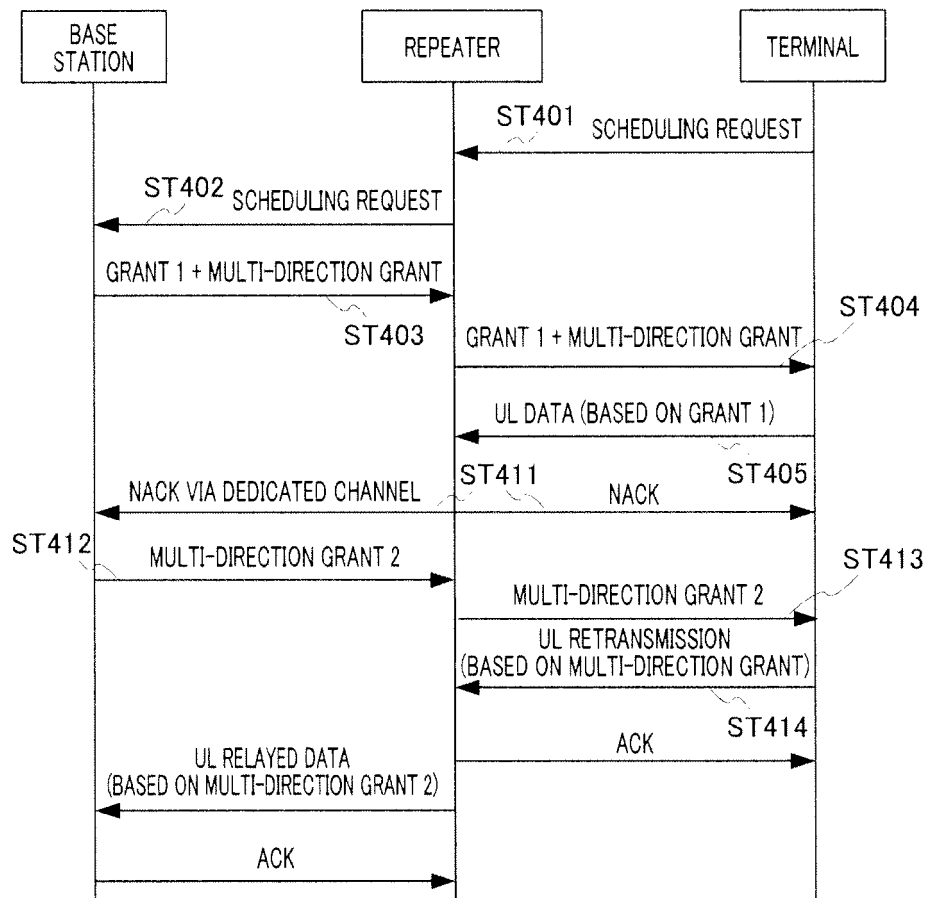 BASE
STATION
REPEATER
TERMINAL
ST401
SCHEDULING REQUEST
ST402
SCHEDULING REQUEST
GRANT 1 + MULTI-DIRECTION GRANT
ST403
ST404
GRANT 1 + MULTI-DIRECTION GRANT
UL DATA (BASED ON GRANT 1)
ST405
ST411
NACK VIA DEDICATED CHANNEL
NACK
ST412
MULTI-DIRECTION GRANT 2
ST413
MULTI-DIRECTION GRANT 2
UL RETRANSMISSION
(BASED ON MULTI-DIRECTION GRANT)
ST414
ACK
UL RELAYED DATA
(BASED ON MULTI-DIRECTION GRANT 2)
ACK